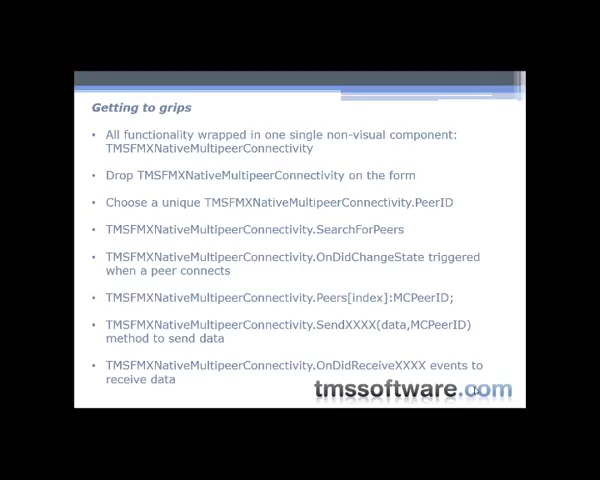 Getting to grips
• All functionality wrapped in one single non-visual component:
TMSFMXNativeMultipeerConnectivity
• Drop TMSFMXNativeMultipeerConnectivity on the form
• Choose a unique TMSFMXNativeMultipeerConnectivity.PeerID
• TMSFMXNativeMultipeerConnectivity.SearchForPeers
• TMSFMXNativeMultipeerConnectivity.OnDidChangeState triggered
when a peer connects
• TMSFMXNativeMultipeerConnectivity.Peers[index]:MCPeerID;
• TMSFMXNativeMultipeerConnectivity.SendXXXX(data,MCPeerID)
method to send data
• TMSFMXNativeMultipeerConnectivity.OnDidReceiveXXXX events to
receive data
tmssoftware.com